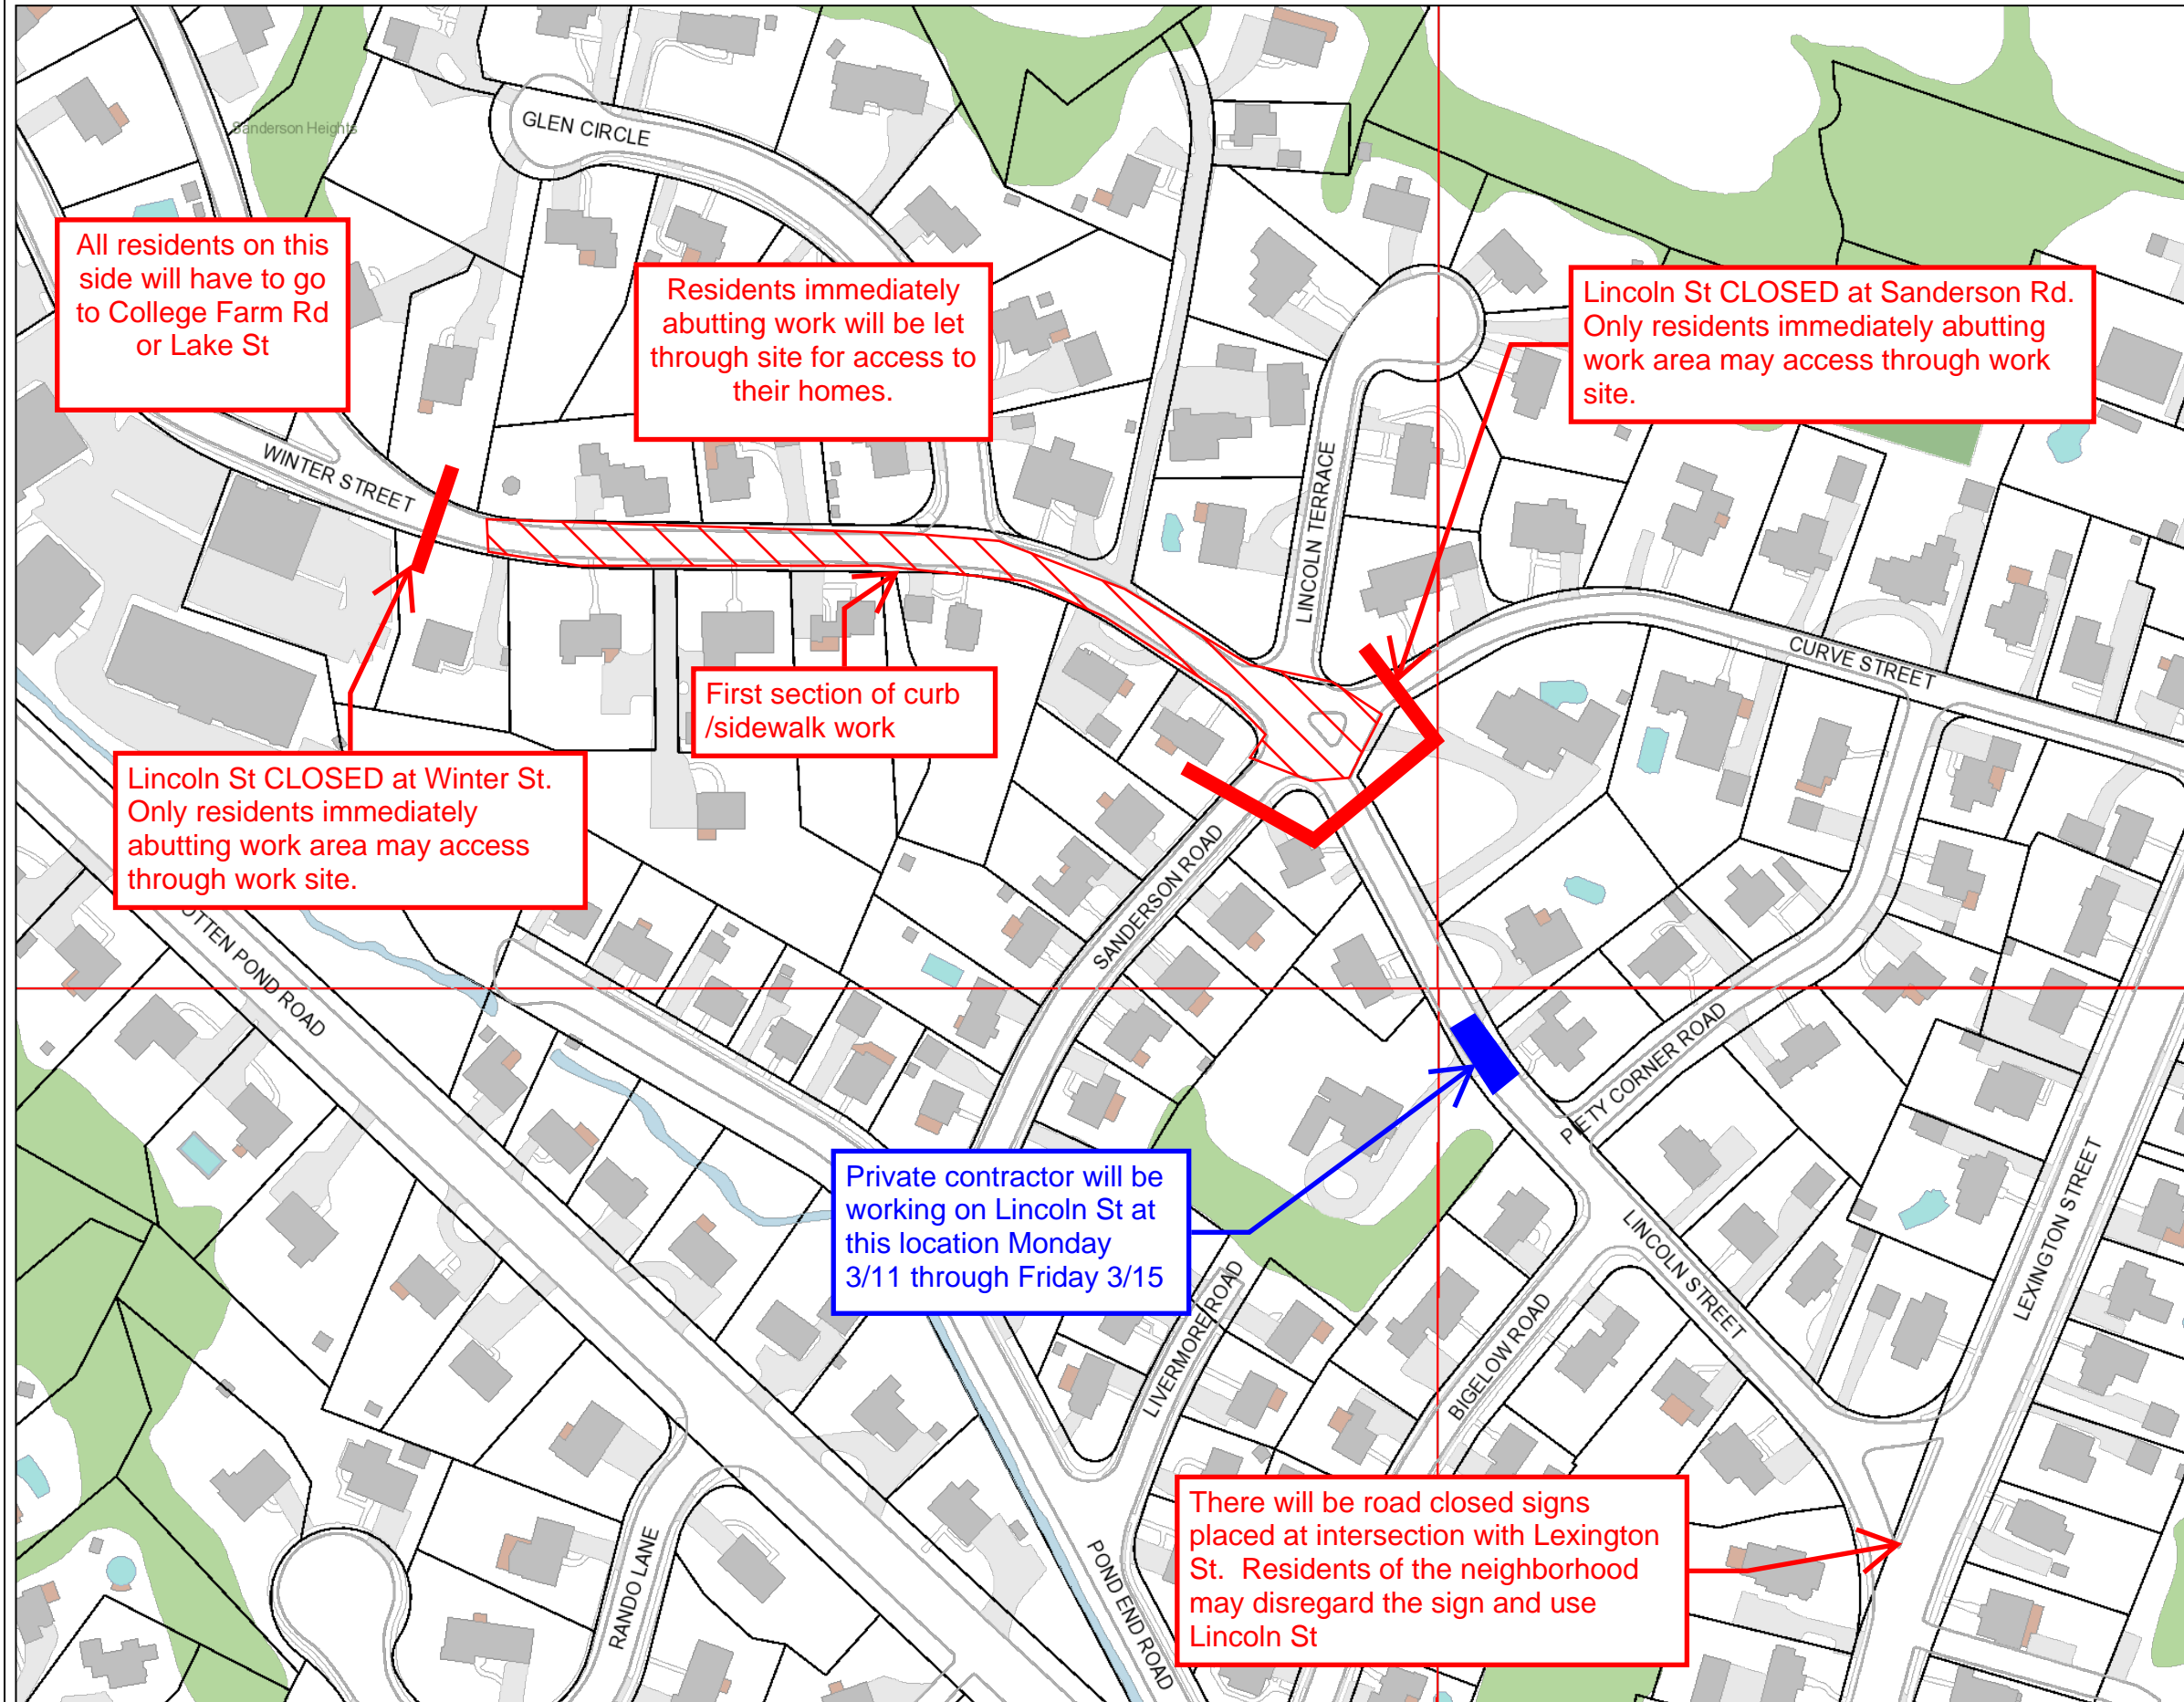 Sanderson Heights
GLEN CIRCLE
All residents on this
side will have to go
to College Farm Rd
or Lake St
Residents immediately
abutting work will be let
through site for access to
their homes.
Lincoln St CLOSED at Sanderson Rd.
Only residents immediately abutting
work area may access through work
site.
WINTER STREET
LINCOLN TERRACE
CURVE STREET
First section of curb
/sidewalk work
Lincoln St CLOSED at Winter St.
Only residents immediately
abutting work area may access
through work site.
SANDERSON ROAD
OTTEN POND ROAD
PIETY CORNER ROAD
Private contractor will be
working on Lincoln St at
this location Monday
3/11 through Friday 3/15
LINCOLN STREET
LEXINGTON STREET
LIVERMORE ROAD
BIGELOW ROAD
There will be road closed signs
placed at intersection with Lexington
St. Residents of the neighborhood
may disregard the sign and use
Lincoln St
RANDO LANE
POND END ROAD